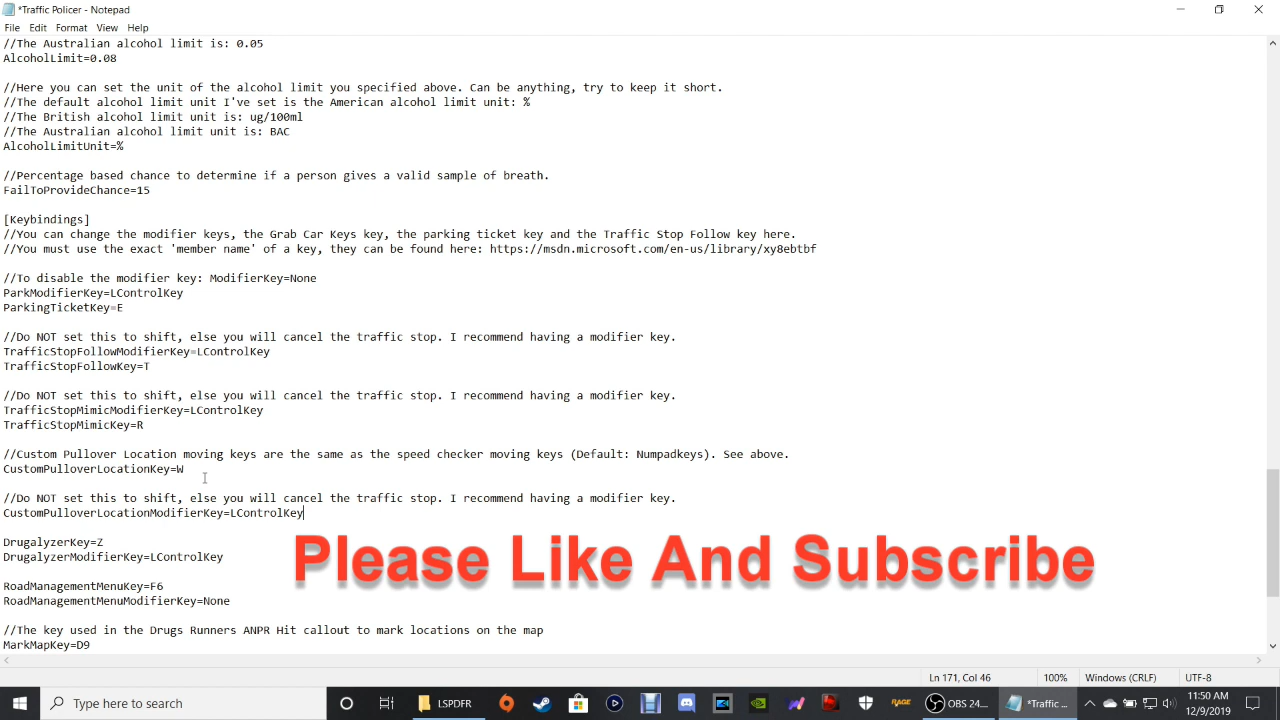 *Traffic Policer - Notepad
File Edit Format View Help
//The Australian alcohol limit is: 0.05
AlcoholLimit=0.08
//Here you can set the unit of the alcohol limit you specified above. Can be anything, try to keep it short.
//The default alcohol limit unit I've set is the American alcohol limit unit: %
//The British alcohol limit unit is: ug/100ml
//The Australian alcohol limit unit is: BAC
AlcoholLimitUnit=%
//Percentage based chance to determine if a person gives a valid sample of breath.
FailToProvideChance=15
[Keybindings]
//You can change the modifier keys, the Grab Car Keys key, the parking ticket key and the Traffic Stop Follow key here.
//You must use the exact 'member name' of a key, they can be found here: https://msdn.microsoft.com/en-us/library/xy8ebtbf
//To disable the modifier key: ModifierKey=None
ParkModifierKey=LControlKey
ParkingTicketKey=E
//Do NOT set this to shift, else you will cancel the traffic stop. I recommend having a modifier key.
TrafficStopFollowModifierKey=LControlKey
TrafficStopFollowKey=T
//Do NOT set this to shift, else you will cancel the traffic stop. I recommend having a modifier key.
TrafficStopMimicModifierKey=LControlKey
TrafficStopMimicKey=R
//Custom Pullover Location moving keys are the same as the speed checker moving keys (Default: Numpadkeys). See above.
CustomPulloverLocationKey=W
//Do NOT set this to shift, else you will cancel the traffic stop. I recommend having a modifier key.
CustomPulloverLocationModifierKey=LControlKey
DrugalyzerKey=Z
DrugalyzerModifierKey=LControlKey
Please Like And Subscribe
RoadManagementMenuKey=F6
RoadManagementMenuModifierKey=None
//The key used in the Drugs Runners ANPR Hit callout to mark locations on the map
MarkMapKey=D9
Ln 171, Col 46 100% Windows (CRLF) UTF-8
Type here to search LSPDFR RAGE OBS 24... *Traffic ... 11:50 AM
12/9/2019